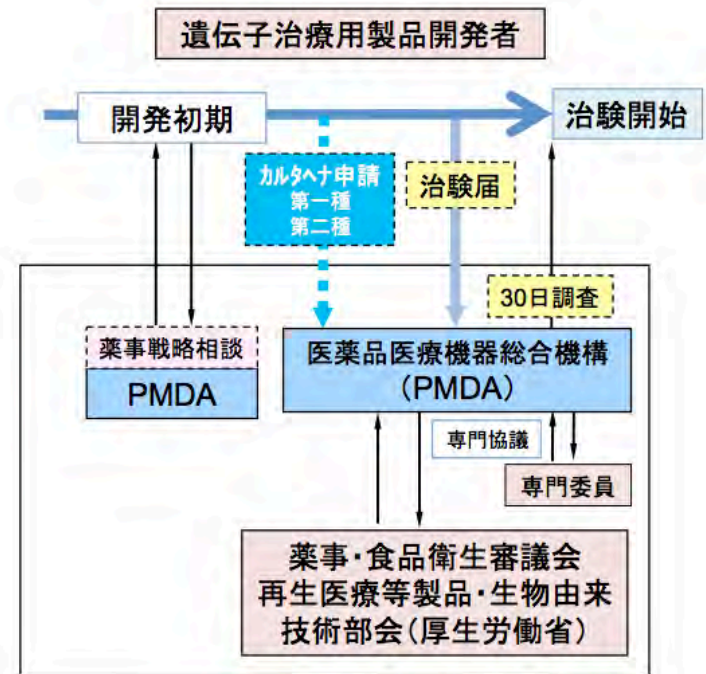 遺伝子治療用製品開発者
開発初期
治験開始
カルタヘナ申請
第一種
第二種
治験届
30日調査
薬事戦略相談
PMDA
医薬品医療機器総合機構
（PMDA）
専門協議
専門委員
薬事・食品衛生審議会
再生医療等製品・生物由来
技術部会（厚生労働省）